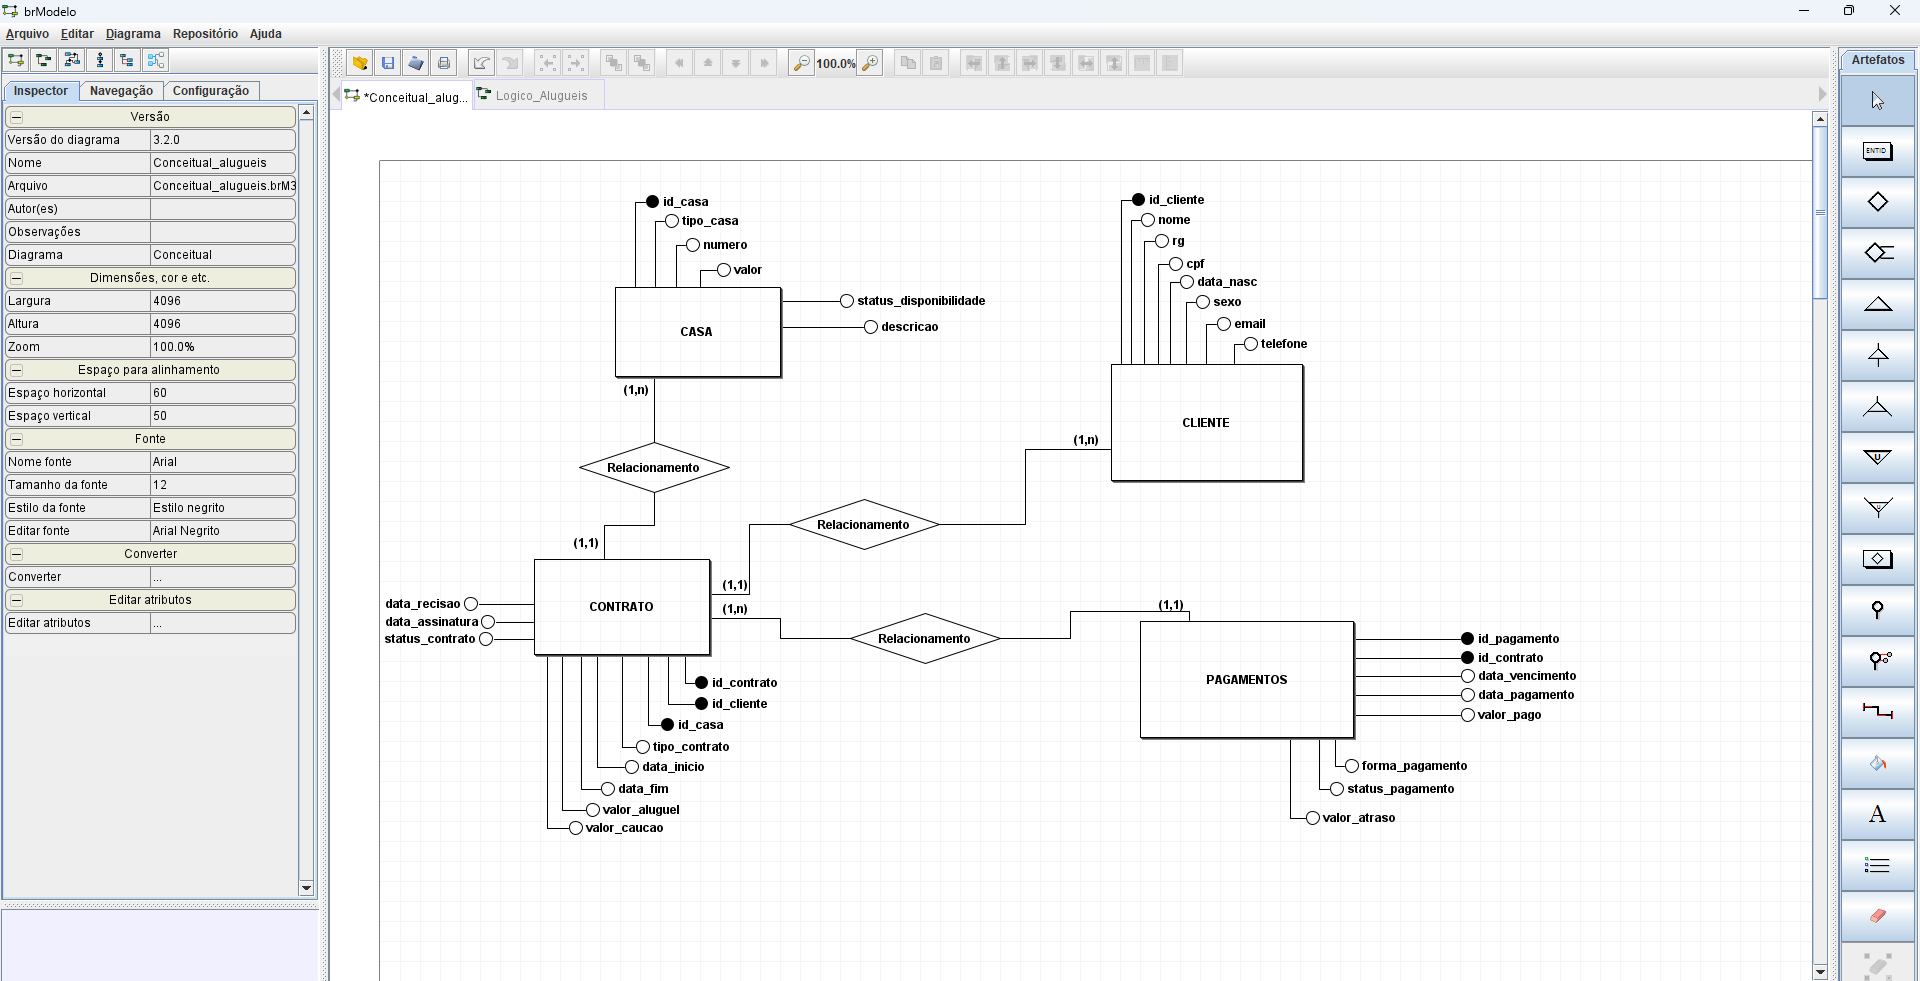 brModelo
Arquivo Editar Diagrama Repositório Ajuda
Inspector Navegação Configuração
Versão
Versão do diagrama 3.2.0
Nome Conceitual_alugueis
Arquivo Conceitual_alugueis.brM3
Autor(es)
Observações
Diagrama Conceitual
Dimensões, cor e etc.
Largura 4096
Altura 4096
Zoom 100.0%
Espaço para alinhamento
Espaço horizontal 60
Espaço vertical 50
Fonte
Nome fonte Arial
Tamanho da fonte 12
Estilo da fonte Estilo negrito
Editar fonte Arial Negrito
Converter
Converter ...
Editar atributos
Editar atributos ...
100.0%
*Conceitual_alug... Logico_Alugueis
id_casa
tipo_casa
numero
valor
status_disponibilidade
descricao
CASA
(1,n)
Relacionamento
(1,1)
id_cliente
nome
rg
cpf
data_nasc
sexo
email
telefone
CLIENTE
(1,n)
Relacionamento
(1,1)
(1,n)
CONTRATO
data_recisao
data_assinatura
status_contrato
id_contrato
id_cliente
id_casa
tipo_contrato
data_inicio
data_fim
valor_aluguel
valor_caucao
Relacionamento
(1,1)
PAGAMENTOS
id_pagamento
id_contrato
data_vencimento
data_pagamento
valor_pago
forma_pagamento
status_pagamento
valor_atraso
Artefatos
ENTID
U
A